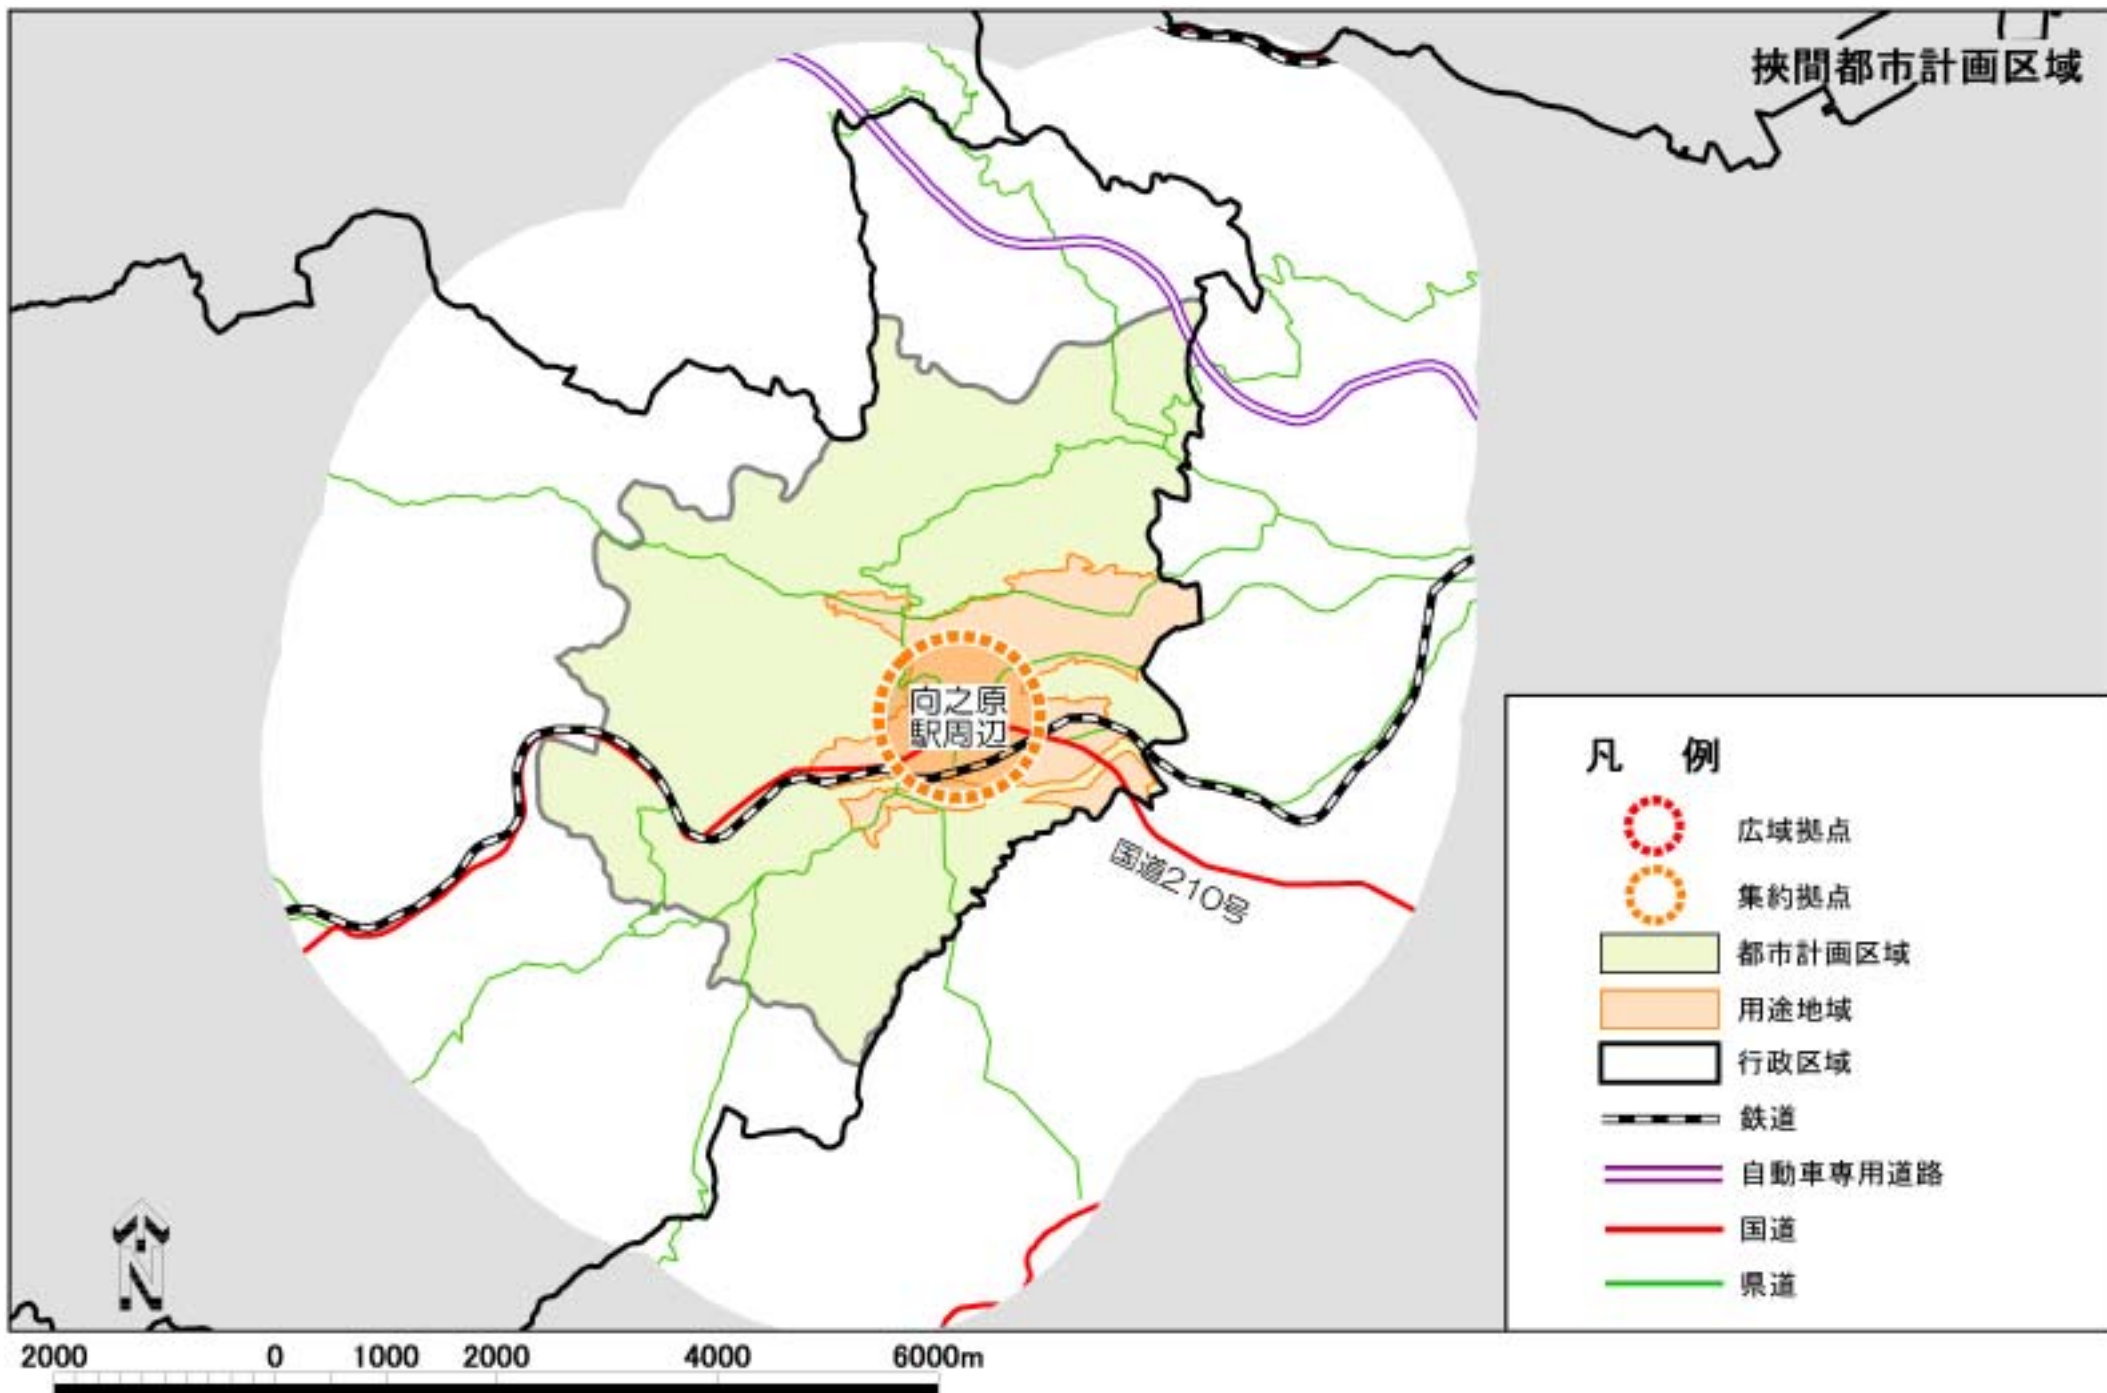 挾間都市計画区域
向之原
駅周辺
国道210号
凡 例
広域拠点
集約拠点
都市計画区域
用途地域
行政区域
鉄道
自動車専用道路
国道
県道
N
2000 0 1000 2000 4000 6000m